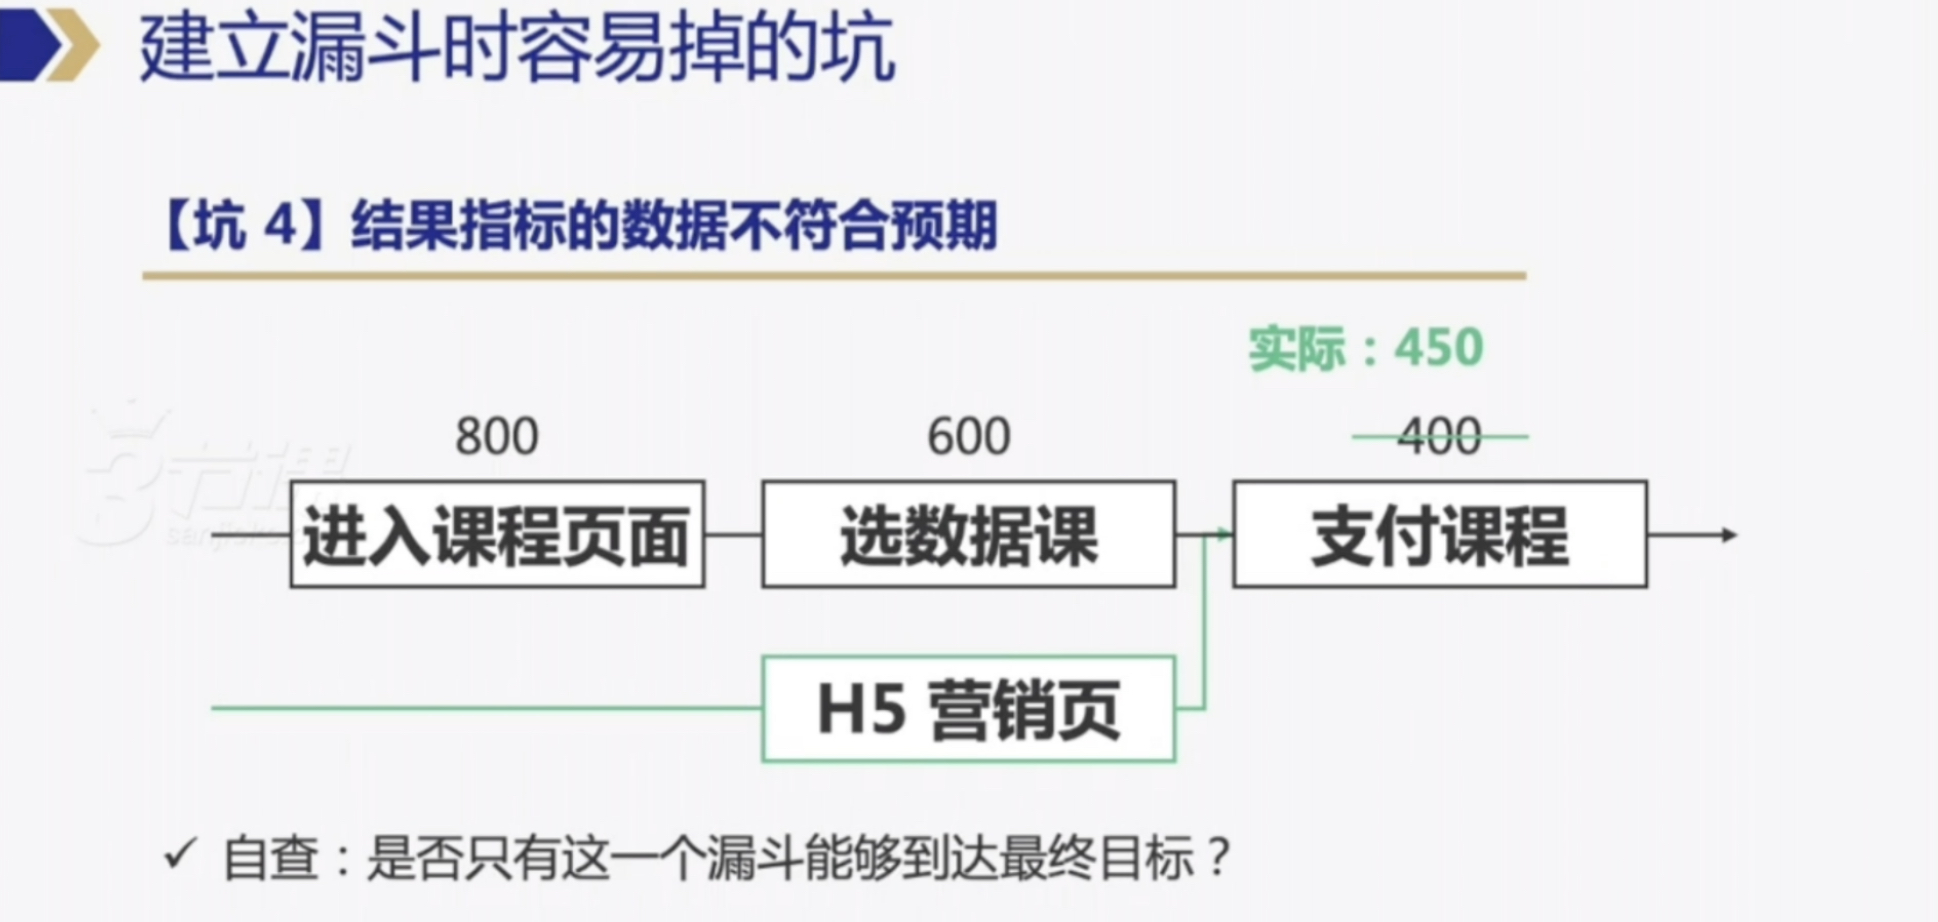 建立漏斗时容易掉的坑
【坑 4】结果指标的数据不符合预期
实际：450
800
600
400
进入课程页面
选数据课
支付课程
H5 营销页
✓ 自查：是否只有这一个漏斗能够到达最终目标？
3节课